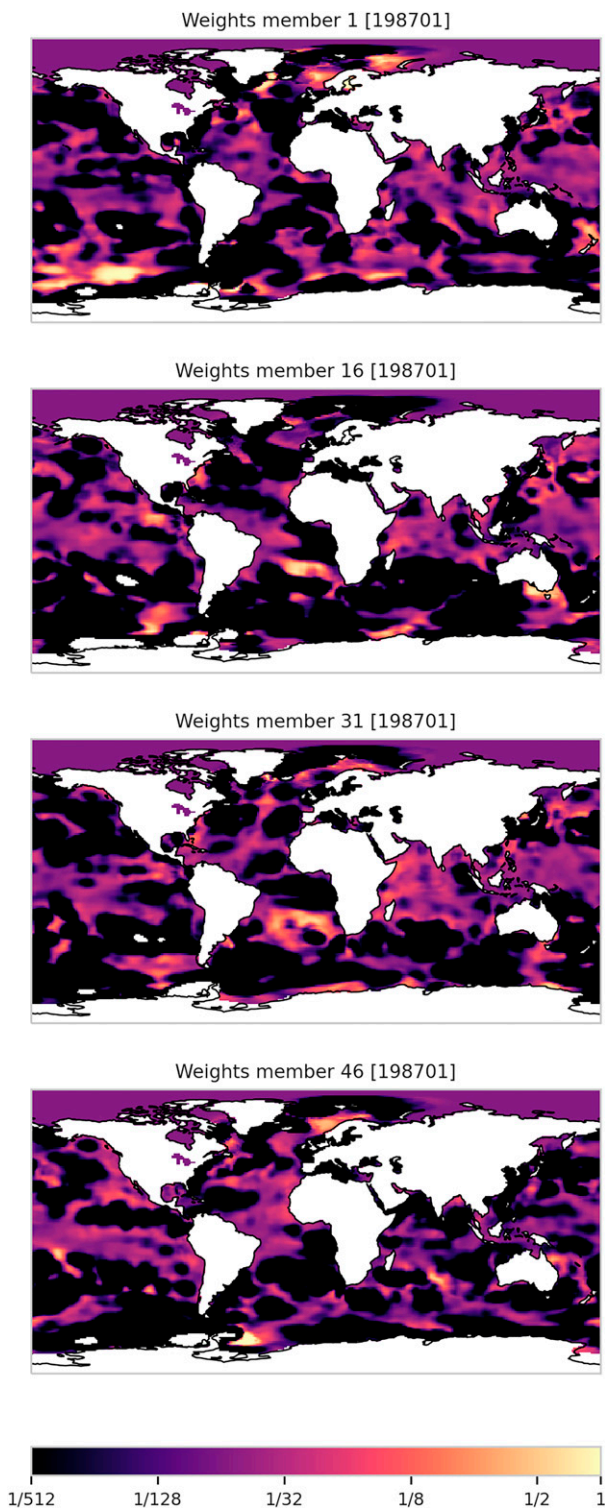 Weights member 1 [198701]
Weights member 16 [198701]
Weights member 31 [198701]
Weights member 46 [198701]
1/512 1/128 1/32 1/8 1/2 1